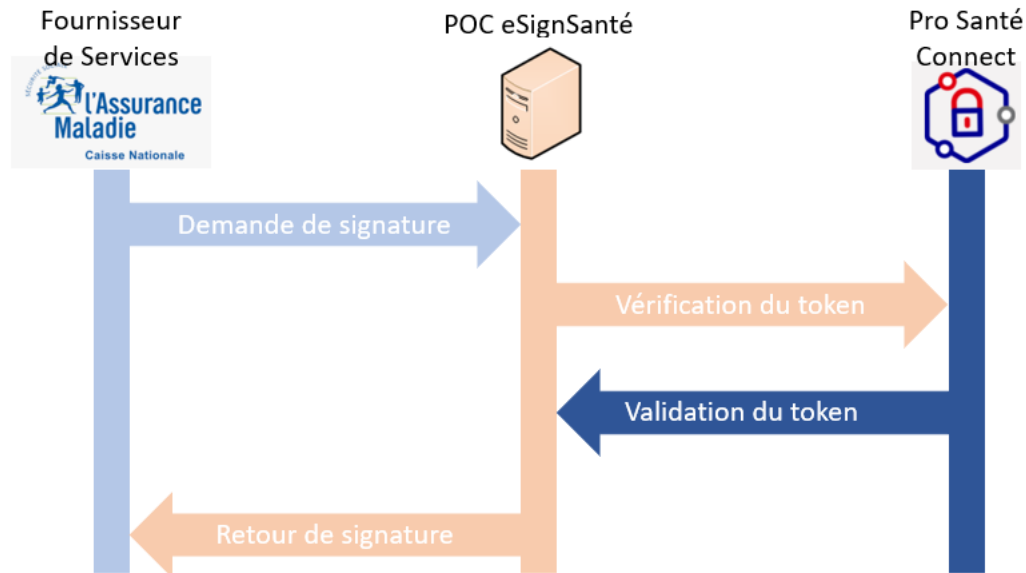 Fournisseur
de Services
POC eSignSanté
Pro Santé
Connect
l'Assurance
Maladie
Caisse Nationale
Demande de signature
Vérification du token
Validation du token
Retour de signature